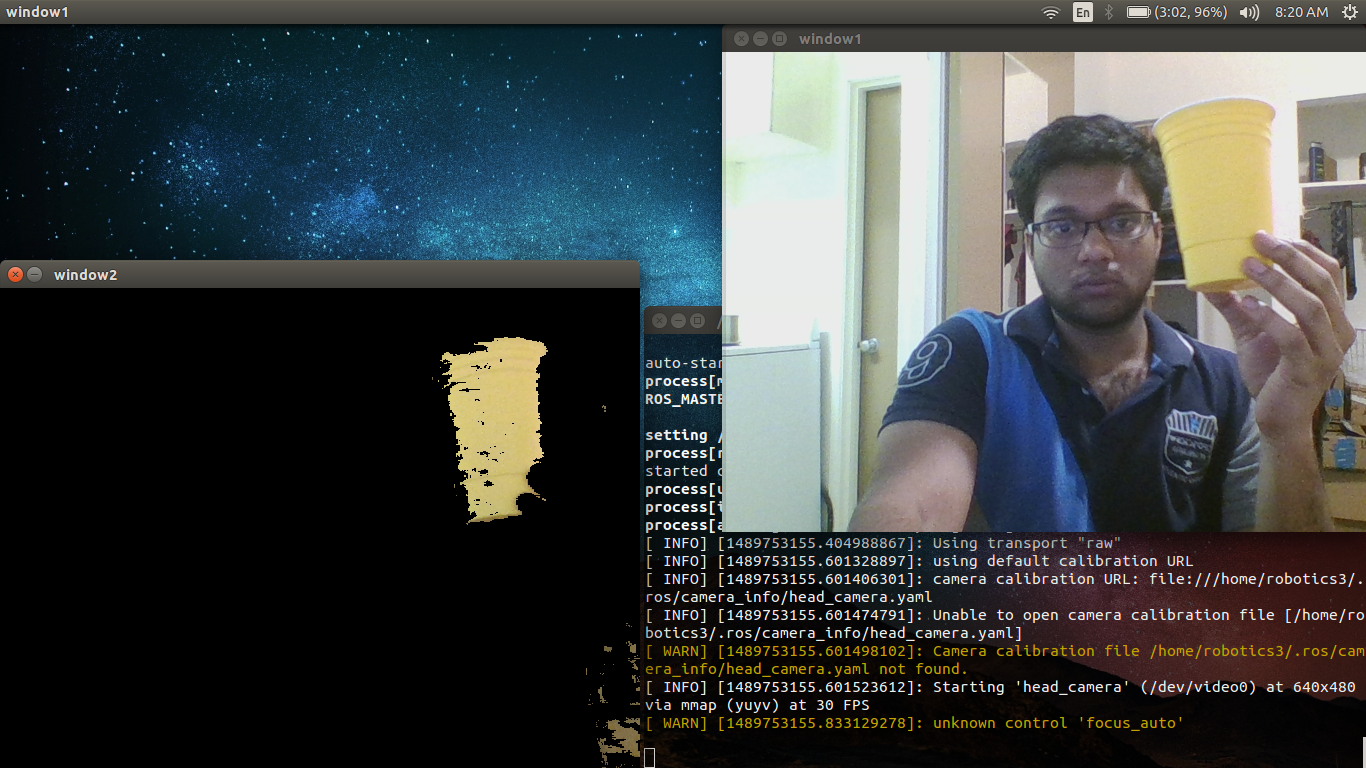 window1
En
(3:02, 96%)
8:20 AM
window1
window2
auto-star
process[m
ROS_MASTE
setting /
process[r
started c
process[u
process[i
process[a
[ INFO] [1489753155.404988867]: Using transport "raw"
[ INFO] [1489753155.601328897]: using default calibration URL
[ INFO] [1489753155.601406301]: camera calibration URL: file:///home/robotics3/.
ros/camera_info/head_camera.yaml
[ INFO] [1489753155.601474791]: Unable to open camera calibration file [/home/ro
botics3/.ros/camera_info/head_camera.yaml]
[ WARN] [1489753155.601498102]: Camera calibration file /home/robotics3/.ros/cam
era_info/head_camera.yaml not found.
[ INFO] [1489753155.601523612]: Starting 'head_camera' (/dev/video0) at 640x480
via mmap (yuyv) at 30 FPS
[ WARN] [1489753155.833129278]: unknown control 'focus_auto'